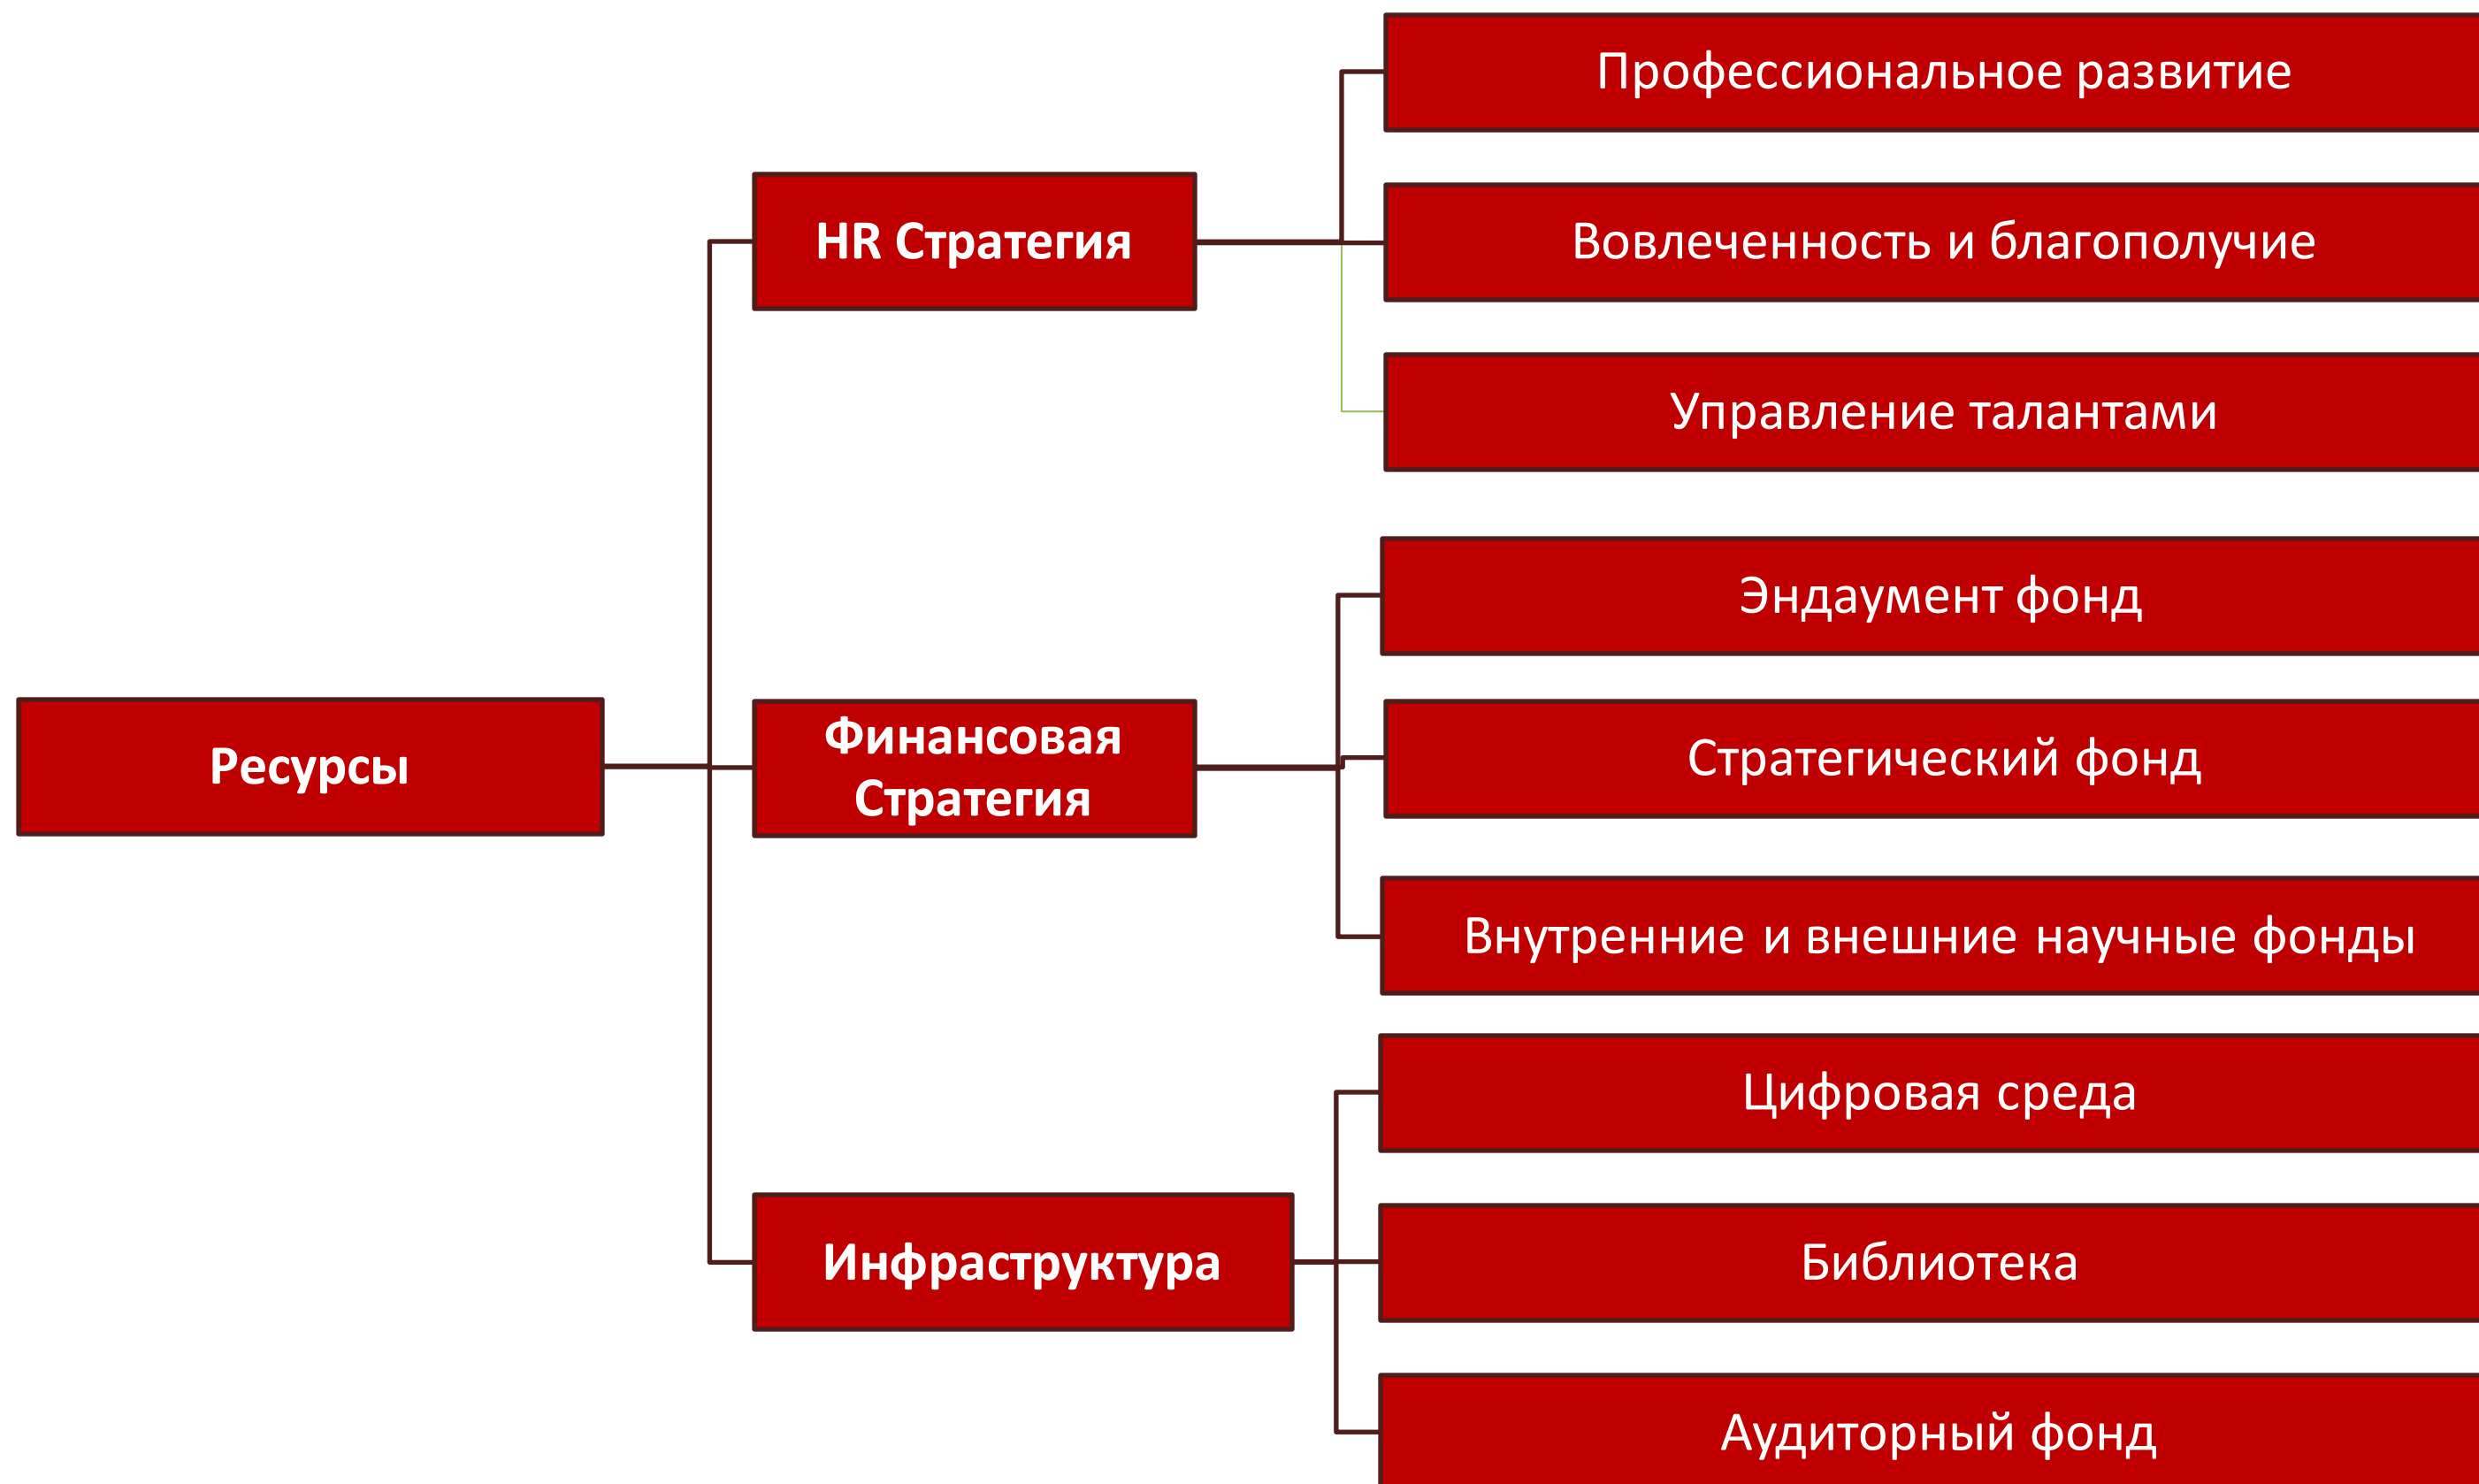 Ресурсы
HR Стратегия
Профессиональное развитие
Вовлеченность и благополучие
Управление талантами
Финансовая
Стратегия
Эндаумент фонд
Стратегический фонд
Внутренние и внешние научные фонды
Инфраструктура
Цифровая среда
Библиотека
Аудиторный фонд